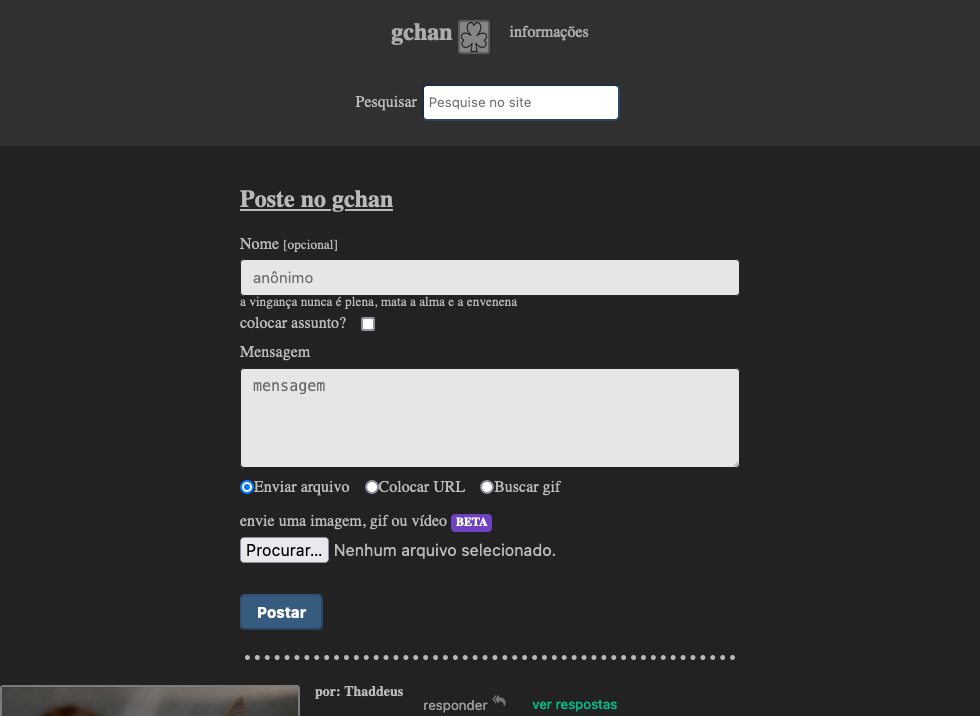 gchan informações
Pesquisar Pesquise no site
Poste no gchan
Nome [opcional]
anônimo
a vingança nunca é plena, mata a alma e a envenena
colocar assunto?
Mensagem
mensagem
Enviar arquivo Colocar URL Buscar gif
envie uma imagem, gif ou vídeo BETA
Procurar... Nenhum arquivo selecionado.
Postar
por: Thaddeus
responder ver respostas